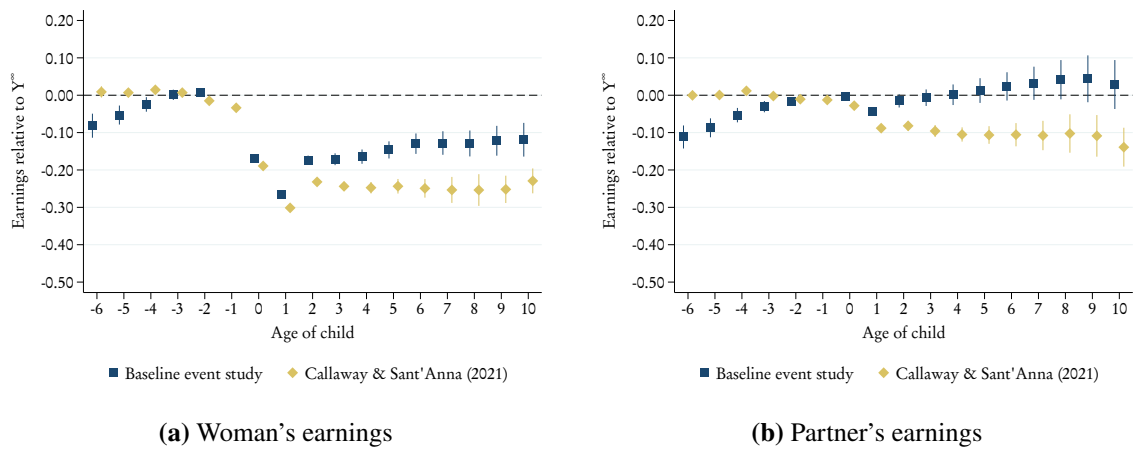 0.20
0.10
0.00
-0.10
-0.20
-0.30
-0.40
-0.50
Earnings relative to Y∞
-6 -5 -4 -3 -2 -1 0 1 2 3 4 5 6 7 8 9 10
Age of child
Baseline event study Callaway & Sant'Anna (2021)
(a) Woman's earnings
0.20
0.10
0.00
-0.10
-0.20
-0.30
-0.40
-0.50
Earnings relative to Y∞
-6 -5 -4 -3 -2 -1 0 1 2 3 4 5 6 7 8 9 10
Age of child
Baseline event study Callaway & Sant'Anna (2021)
(b) Partner's earnings